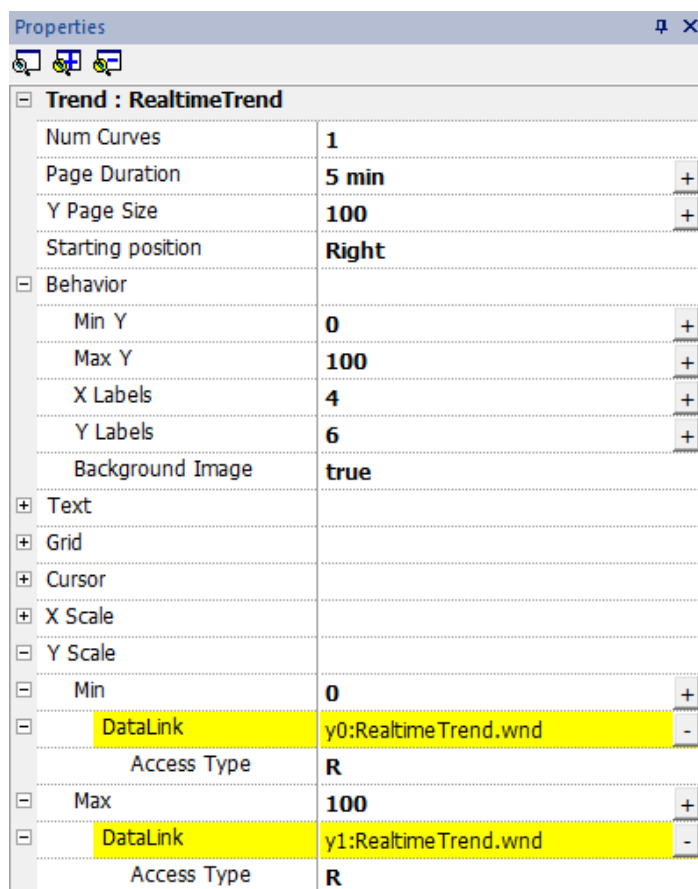 Properties
Trend : RealtimeTrend
Num Curves 1
Page Duration 5 min +
Y Page Size 100 +
Starting position Right
Behavior
Min Y 0 +
Max Y 100 +
X Labels 4 +
Y Labels 6 +
Background Image true
Text
Grid
Cursor
X Scale
Y Scale
Min 0 +
DataLink y0:RealtimeTrend.wnd -
Access Type R
Max 100 +
DataLink y1:RealtimeTrend.wnd -
Access Type R